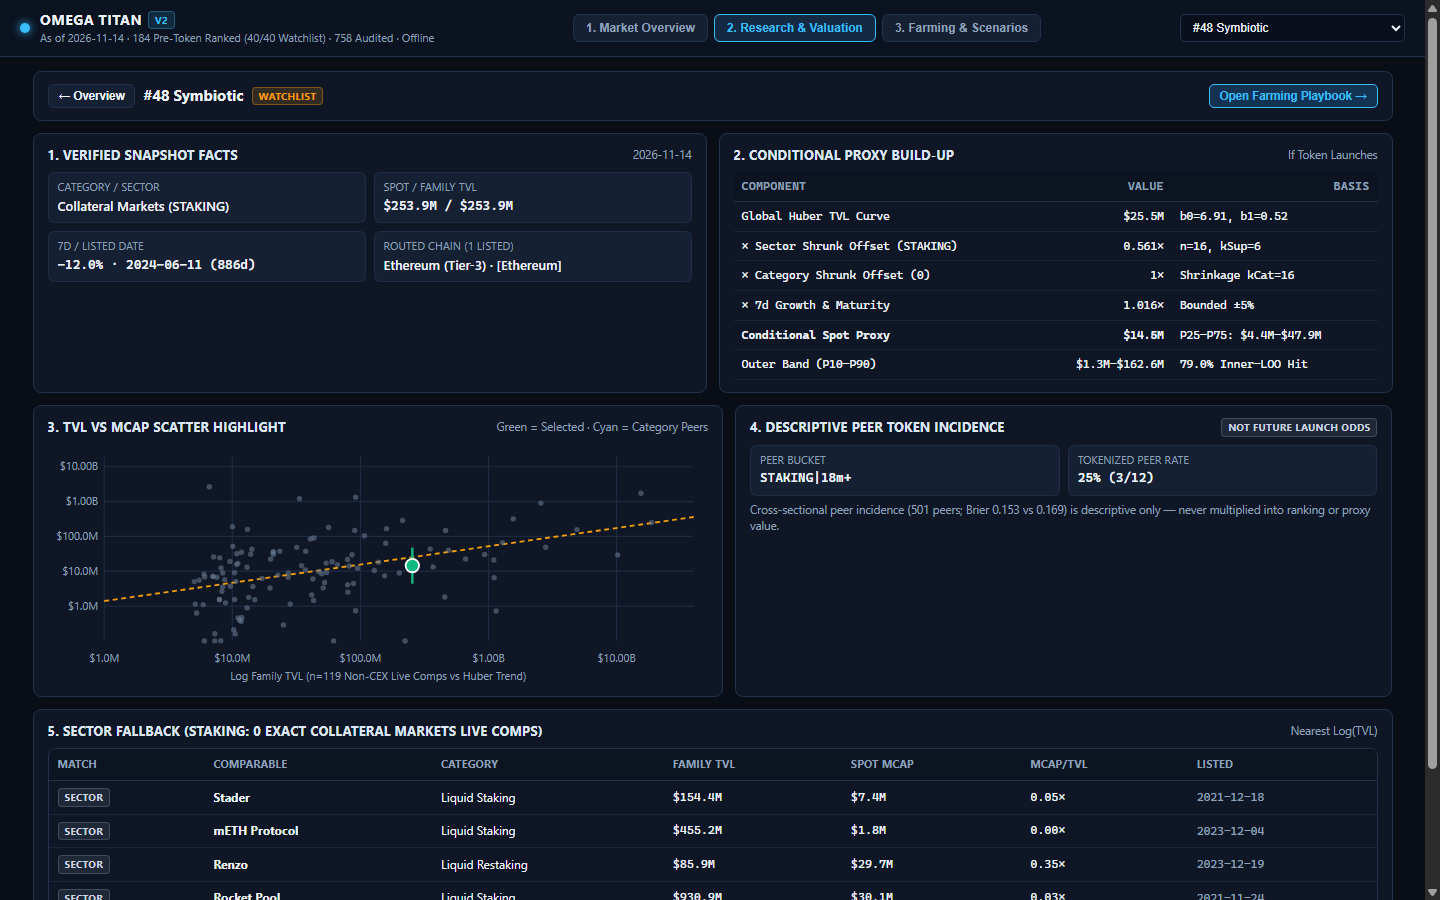 OMEGA TITAN V2
As of 2026-11-14 · 184 Pre-Token Ranked (40/40 Watchlist) · 758 Audited · Offline
1. Market Overview
2. Research & Valuation
3. Farming & Scenarios
#48 Symbiotic
← Overview
#48 Symbiotic
WATCHLIST
Open Farming Playbook →
1. VERIFIED SNAPSHOT FACTS
2026-11-14
CATEGORY / SECTOR
Collateral Markets (STAKING)
SPOT / FAMILY TVL
$253.9M / $253.9M
7D / LISTED DATE
−12.0% · 2024-06-11 (886d)
ROUTED CHAIN (1 LISTED)
Ethereum (Tier-3) · [Ethereum]
2. CONDITIONAL PROXY BUILD-UP
If Token Launches
COMPONENT VALUE BASIS
Global Huber TVL Curve $25.5M b0=6.91, b1=0.52
× Sector Shrunk Offset (STAKING) 0.561× n=16, kSup=6
× Category Shrunk Offset (0) 1× Shrinkage kCat=16
× 7d Growth & Maturity 1.016× Bounded ±5%
Conditional Spot Proxy $14.5M P25–P75: $4.4M–$47.9M
Outer Band (P10–P90) $1.3M–$162.6M 79.0% Inner-LOO Hit
3. TVL VS MCAP SCATTER HIGHLIGHT
Green = Selected · Cyan = Category Peers
$10.00B
$1.00B
$100.0M
$10.0M
$1.0M
$1.0M $10.0M $100.0M $1.00B $10.00B
Log Family TVL (n=119 Non-CEX Live Comps vs Huber Trend)
4. DESCRIPTIVE PEER TOKEN INCIDENCE
NOT FUTURE LAUNCH ODDS
PEER BUCKET
STAKING|18m+
TOKENIZED PEER RATE
25% (3/12)
Cross-sectional peer incidence (501 peers; Brier 0.153 vs 0.169) is descriptive only — never multiplied into ranking or proxy
value.
5. SECTOR FALLBACK (STAKING: 0 EXACT COLLATERAL MARKETS LIVE COMPS)
Nearest Log(TVL)
MATCH COMPARABLE CATEGORY FAMILY TVL SPOT MCAP MCAP/TVL LISTED
SECTOR Stader Liquid Staking $154.4M $7.4M 0.05× 2021-12-18
SECTOR mETH Protocol Liquid Staking $455.2M $1.8M 0.00× 2023-12-04
SECTOR Renzo Liquid Restaking $85.9M $29.7M 0.35× 2023-12-19
SECTOR Rocket Pool Liquid Staking $930.9M $30.1M 0.03× 2021-11-24